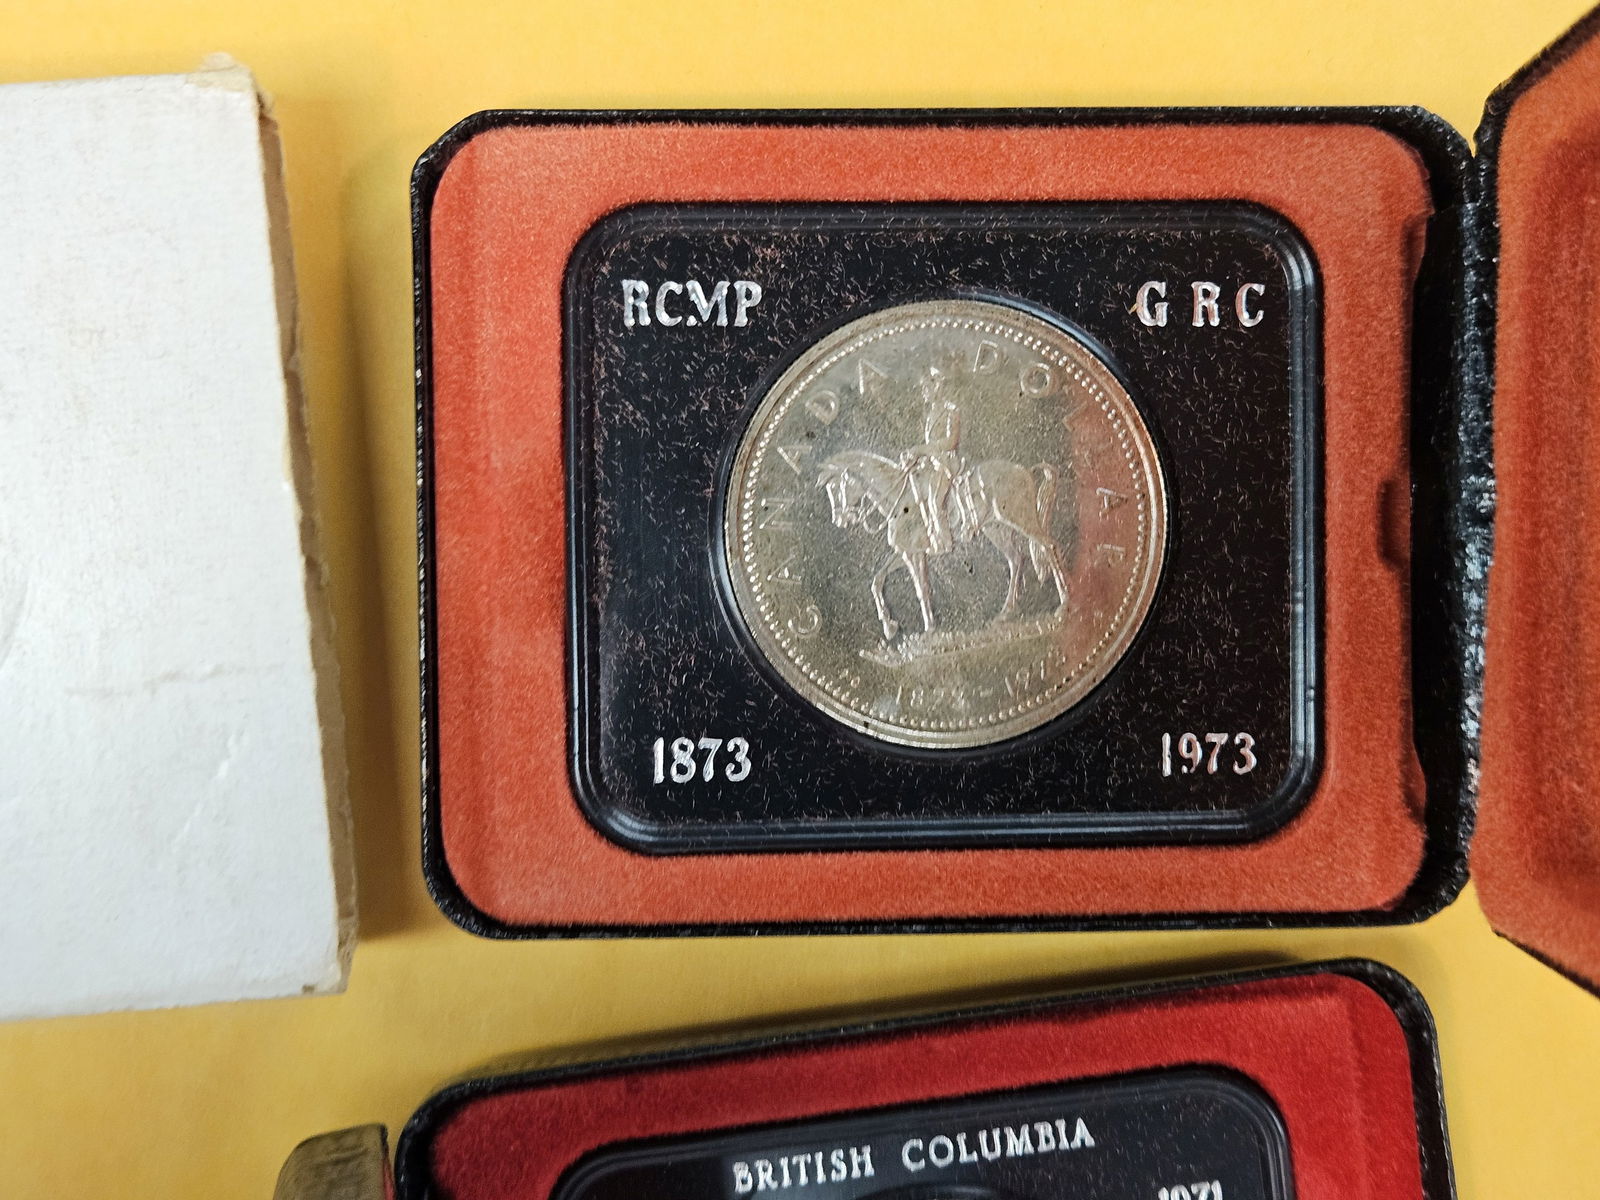 RCMP GRC
CANADA DOLLAR
1873-1973
1873 1973
BRITISH COLUMBIA
1971